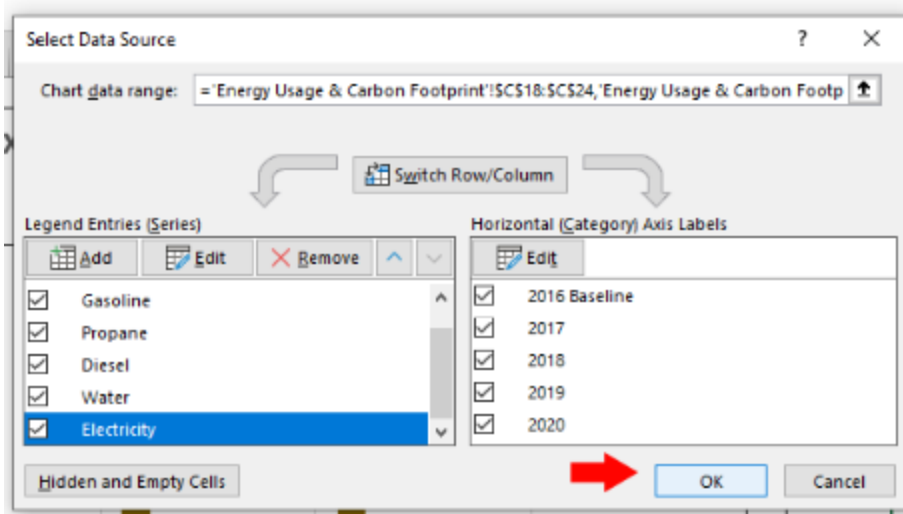 Select Data Source
?
Chart data range: ='Energy Usage & Carbon Footprint'!$C$18:$C$24,'Energy Usage & Carbon Footp
Switch Row/Column
Legend Entries (Series)
Horizontal (Category) Axis Labels
Add Edit Remove
Edit
Gasoline
2016 Baseline
Propane
2017
Diesel
2018
Water
2019
Electricity
2020
Hidden and Empty Cells
OK
Cancel